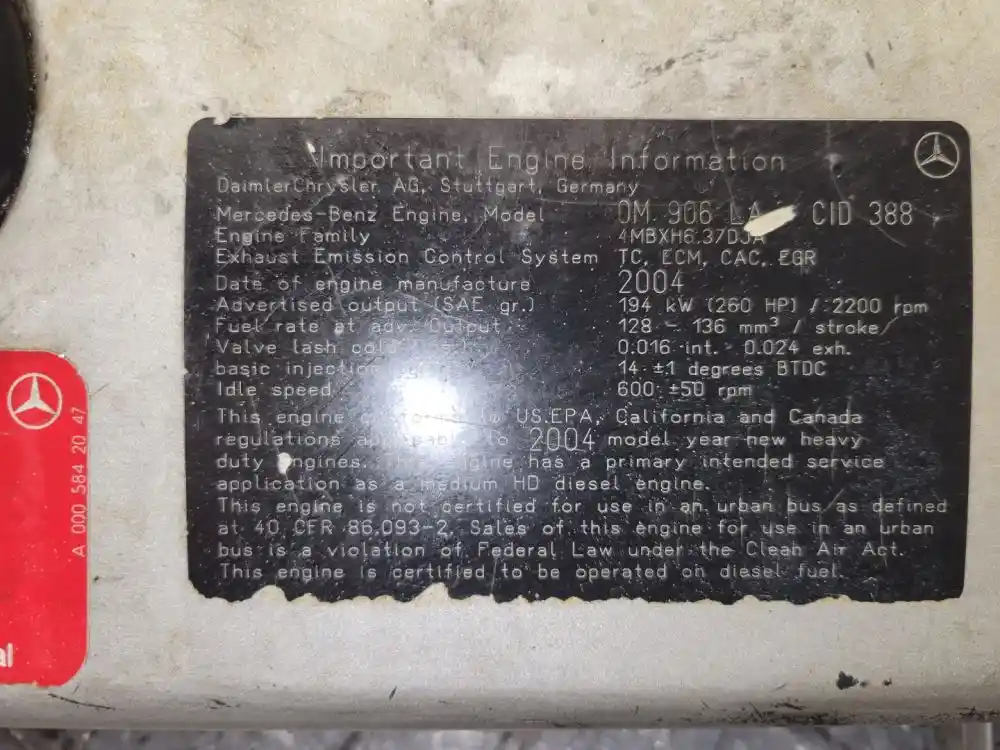 Important Engine Information
DaimlerChrysler AG, Stuttgart, Germany
Mercedes-Benz Engine, Model OM 906 LA CID 388
Engine Family 4MBXH6.37DJA
Exhaust Emission Control System TC, ECM, CAC, EGR
Date of engine manufacture 2004
Advertised output (SAE gr.) 194 kW (260 HP) / 2200 rpm
Fuel rate at adv. Output 128 - 136 mm³ / stroke
Valve lash 0.016 int. 0.024 exh.
basic 14 ±1 degrees BTDC
Idle speed 600 ±50 rpm
This engine US.EPA, California and Canada
regulations 2004 model year new heavy
duty engines. engine has a primary intended service
application as a medium HD diesel engine.
This engine is not certified for use in an urban bus as defined
at 40 CFR 86.093-2. Sales of this engine for use in an urban
bus is a violation of Federal Law under the Clean Air Act.
This engine is certified to be operated on diesel fuel.
A 000 584 20 47
al